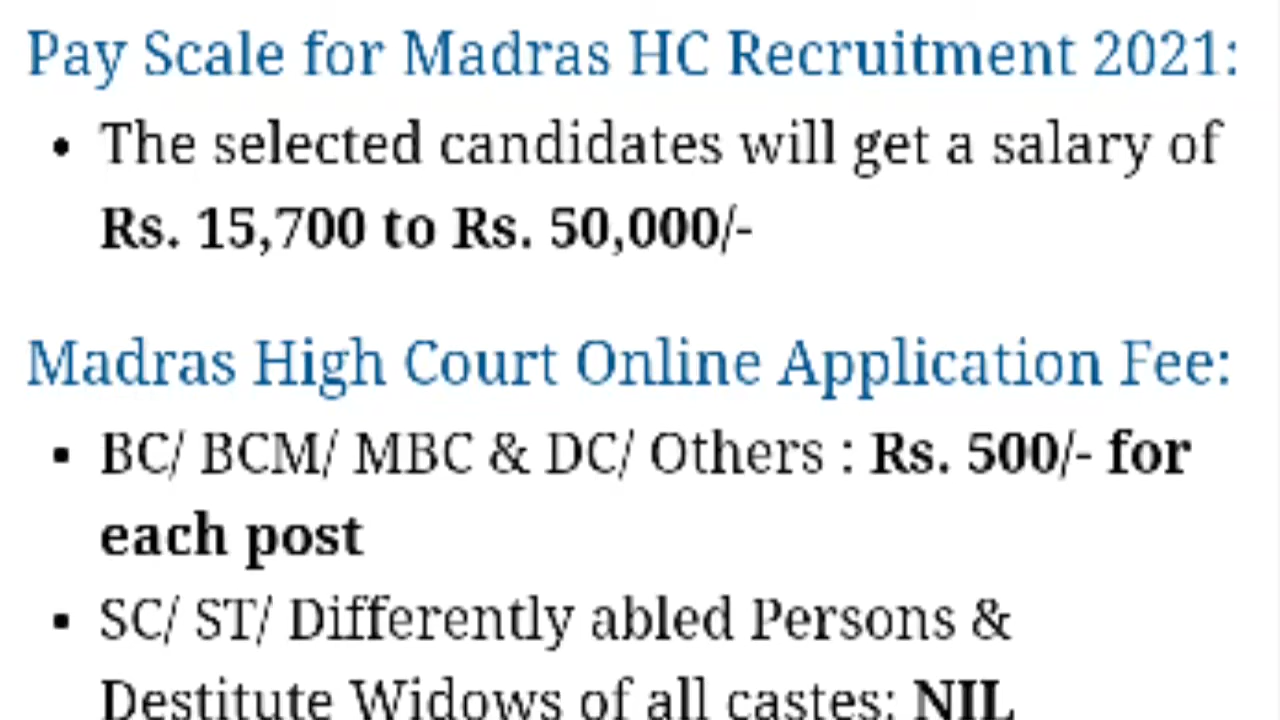 Pay Scale for Madras HC Recruitment 2021:
• The selected candidates will get a salary of
Rs. 15,700 to Rs. 50,000/-
Madras High Court Online Application Fee:
▪ BC/ BCM/ MBC & DC/ Others : Rs. 500/- for
each post
▪ SC/ ST/ Differently abled Persons &
Destitute Widows of all castes: NIL